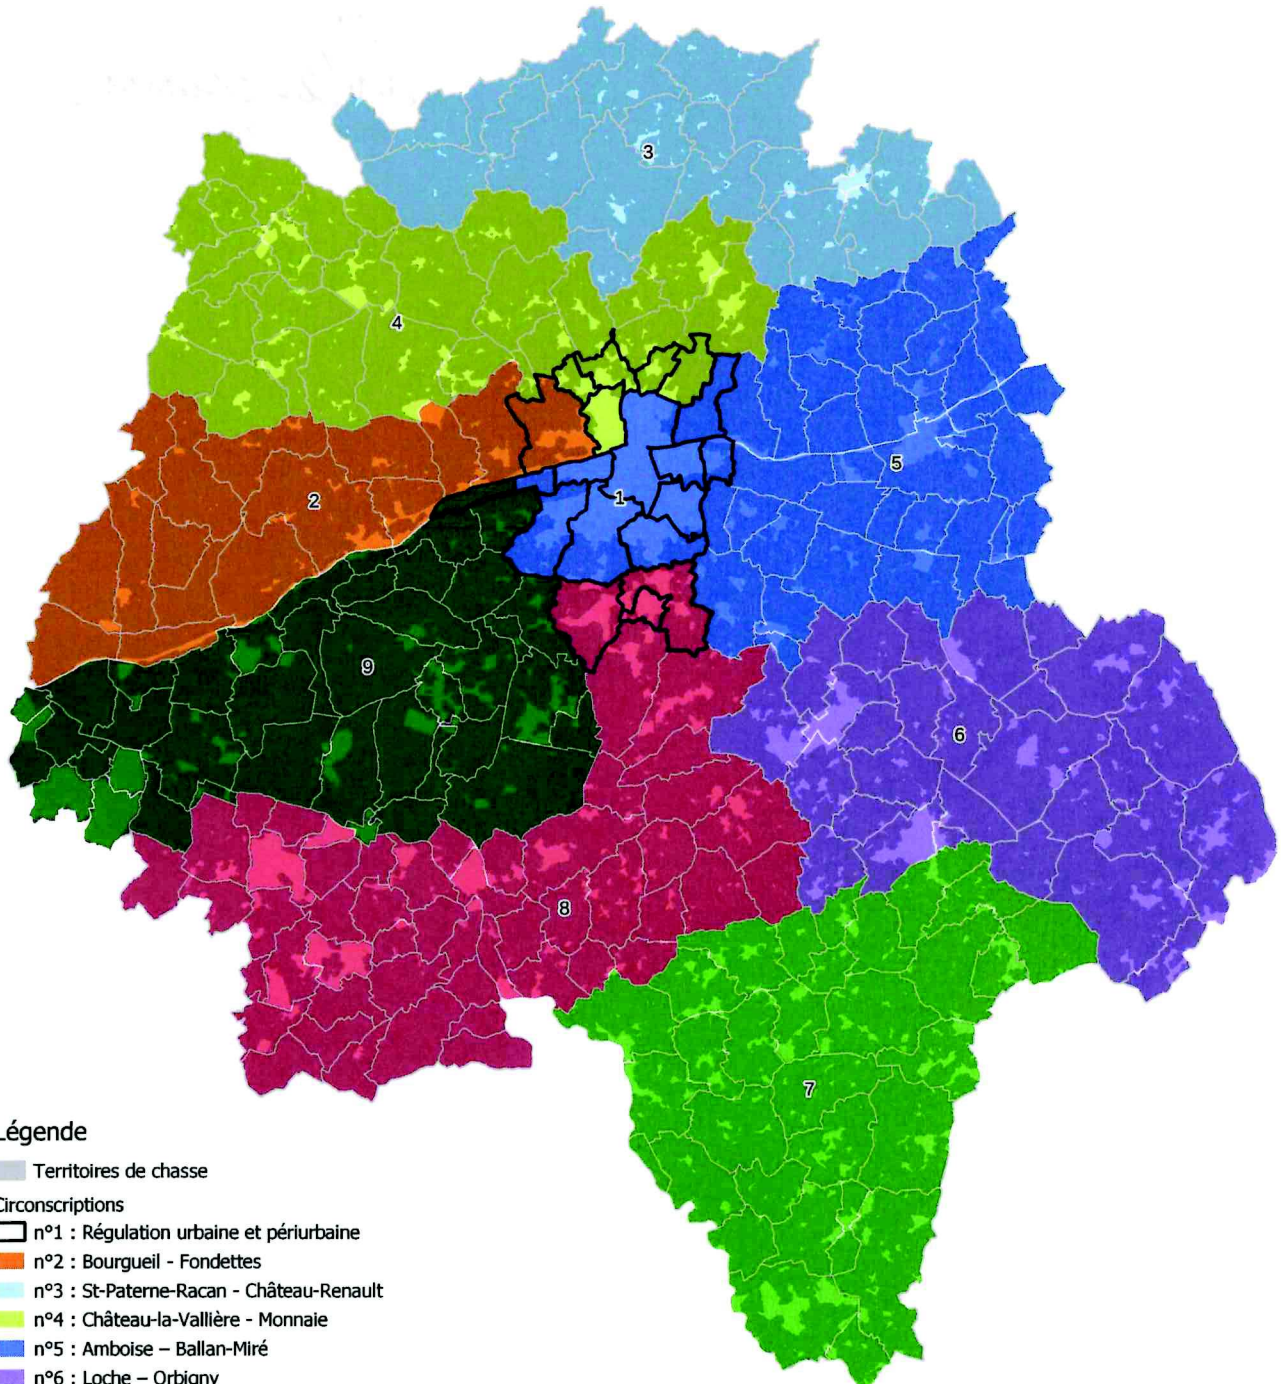 3
4
5
2
1
9
6
8
7
Légende
Territoires de chasse
Circonscriptions
n°1 : Régulation urbaine et périurbaine
n°2 : Bourgueil - Fondettes
n°3 : St-Paterne-Racan - Château-Renault
n°4 : Château-la-Vallière - Monnaie
n°5 : Amboise – Ballan-Miré
n°6 : Loche – Orbigny